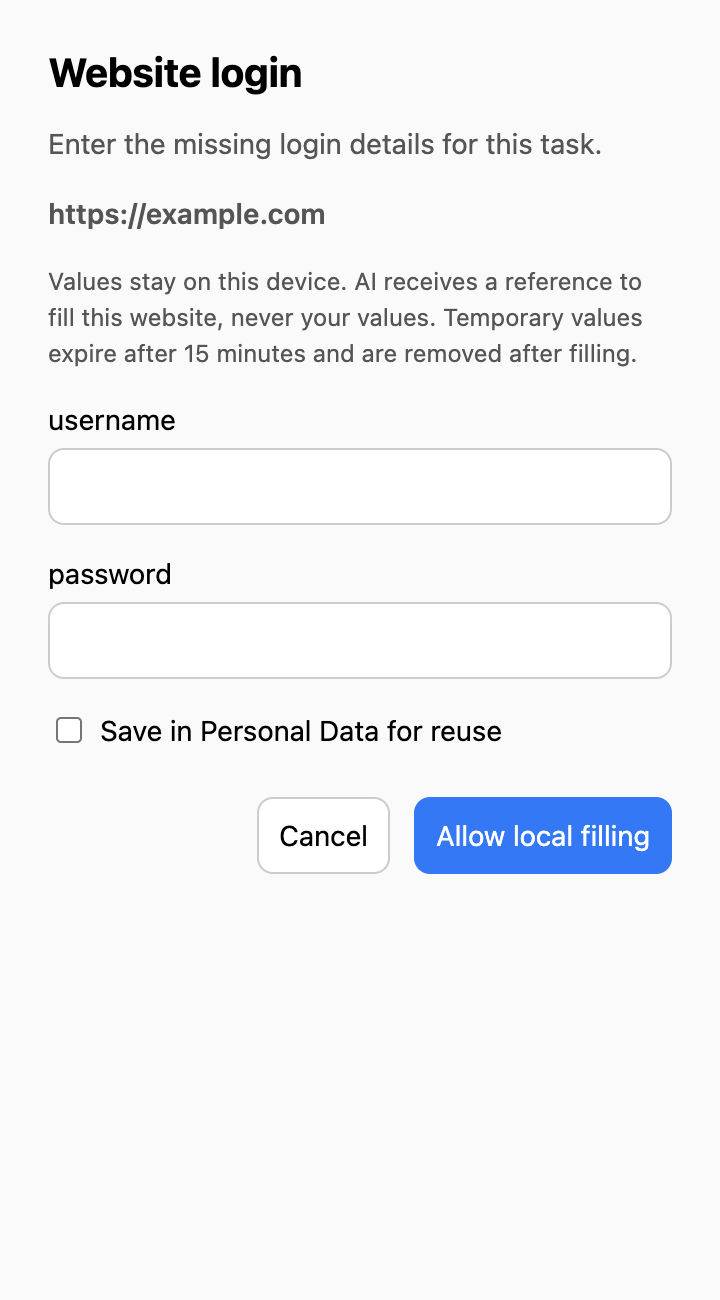 Website login
Enter the missing login details for this task.
https://example.com
Values stay on this device. AI receives a reference to
fill this website, never your values. Temporary values
expire after 15 minutes and are removed after filling.
username
password
Save in Personal Data for reuse
Cancel
Allow local filling